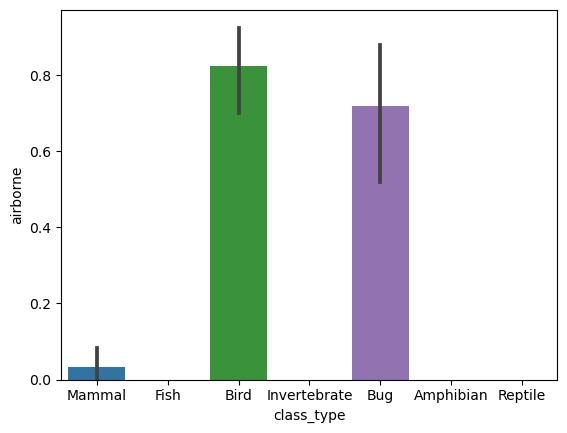 airborne
0.8
0.6
0.4
0.2
0.0
Mammal Fish Bird Invertebrate Bug Amphibian Reptile
class_type